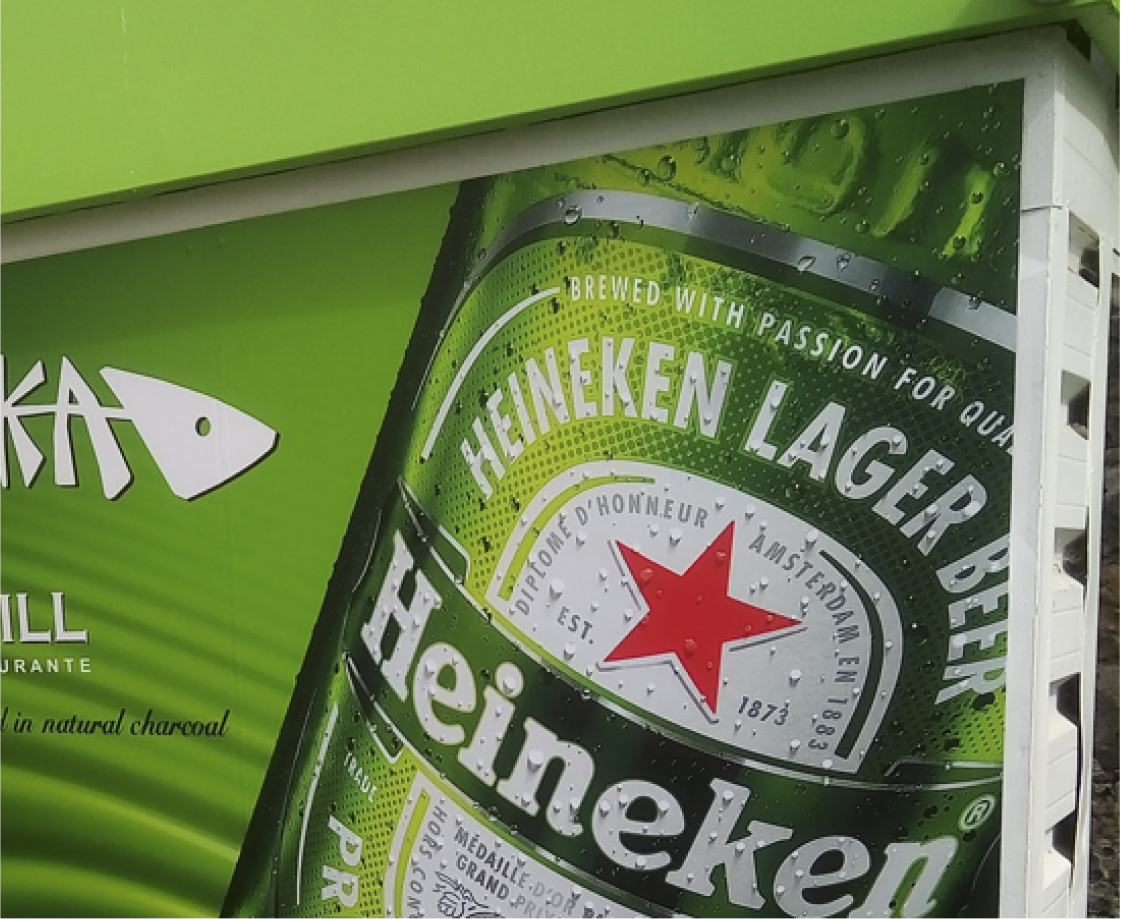 KA
ILL
URANTE
l in natural charcoal
BREWED WITH PASSION FOR QUA
HEINEKEN LAGER BEER
DIPLOMÉ D'HONNEUR
AMSTERDAM EN 1883
EST. 1873
Heineken®
TRADE
PR
HORS CON
MÉDAILLE D'OR
GRAND PRIX